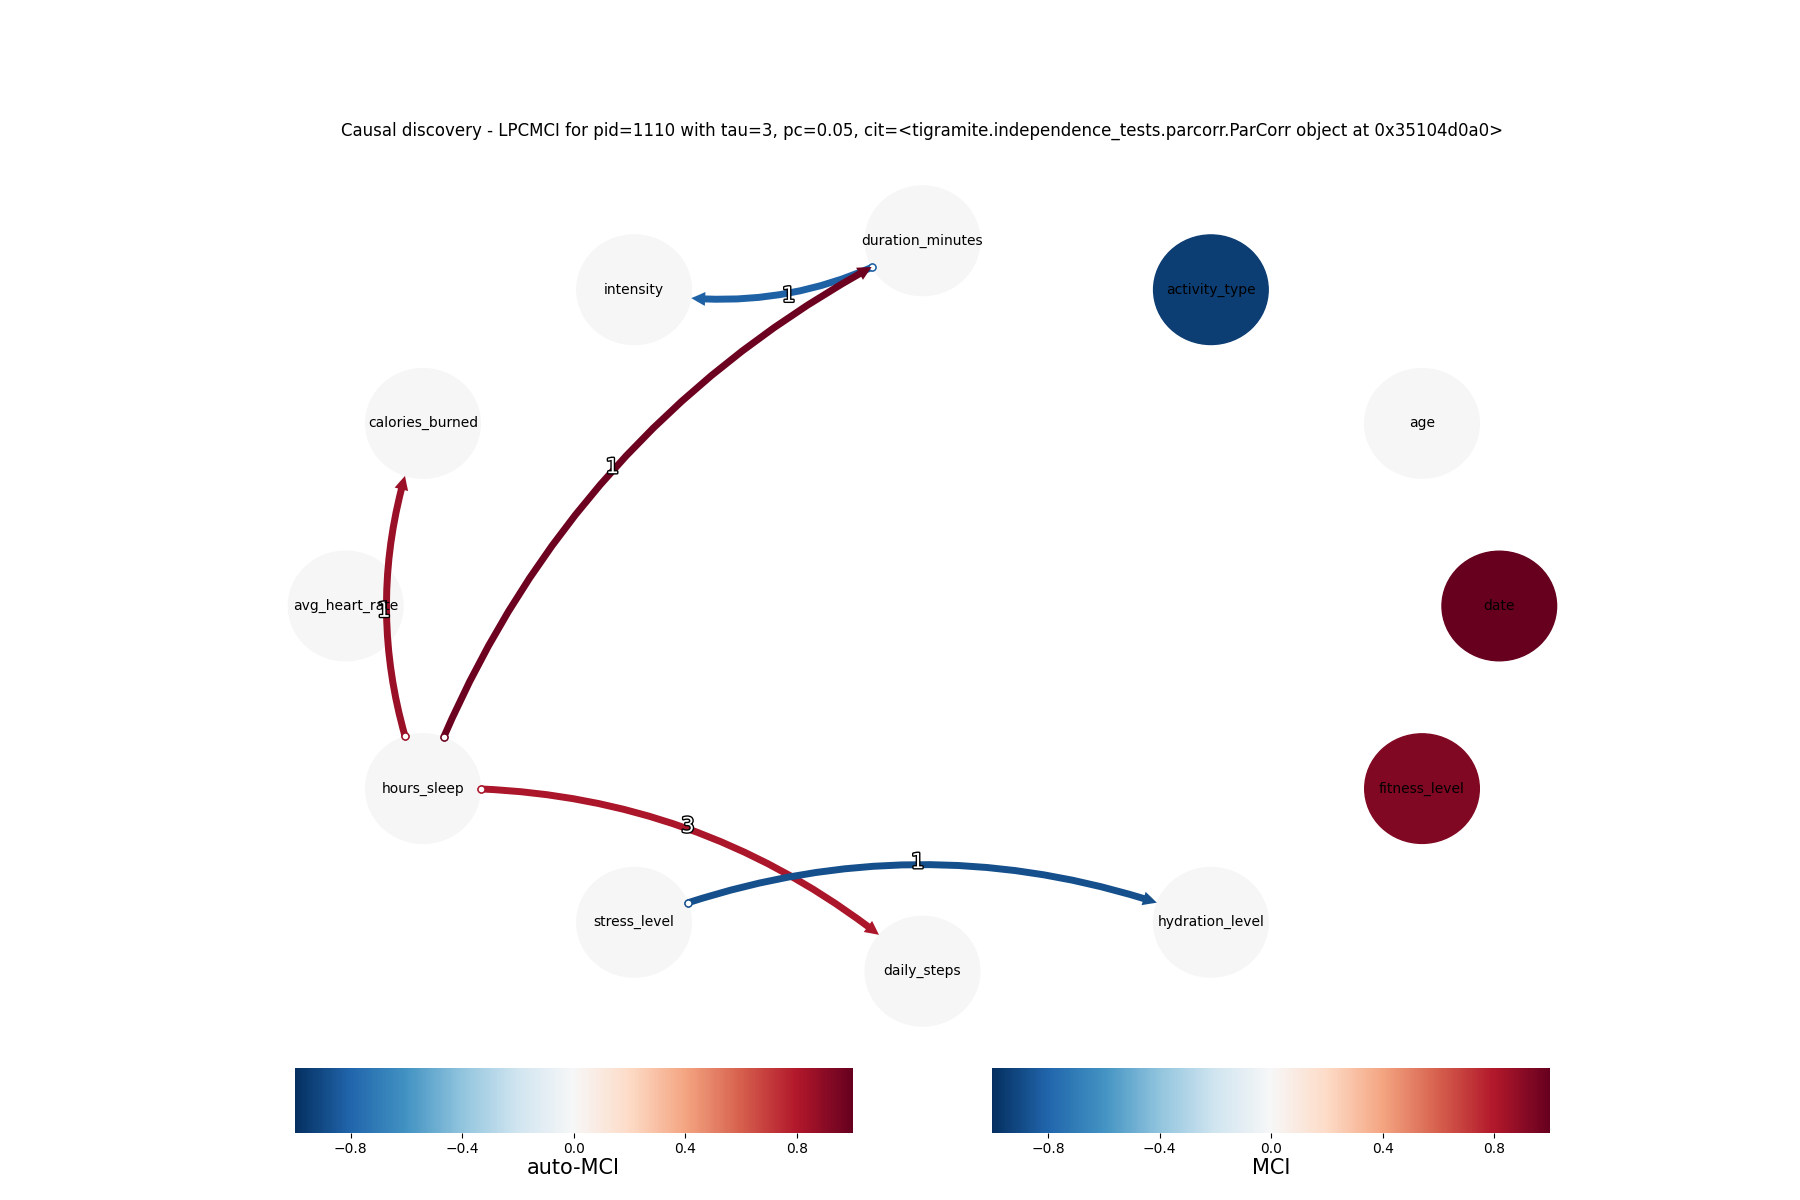 Causal discovery - LPCMCI for pid=1110 with tau=3, pc=0.05, cit=<tigramite.independence_tests.parcorr.ParCorr object at 0x35104d0a0>
duration_minutes
intensity
activity_type
1
calories_burned
age
1
avg_heart_rate
1
date
hours_sleep
fitness_level
3
1
stress_level
hydration_level
daily_steps
−0.8 −0.4 0.0 0.4 0.8
auto-MCI
−0.8 −0.4 0.0 0.4 0.8
MCI